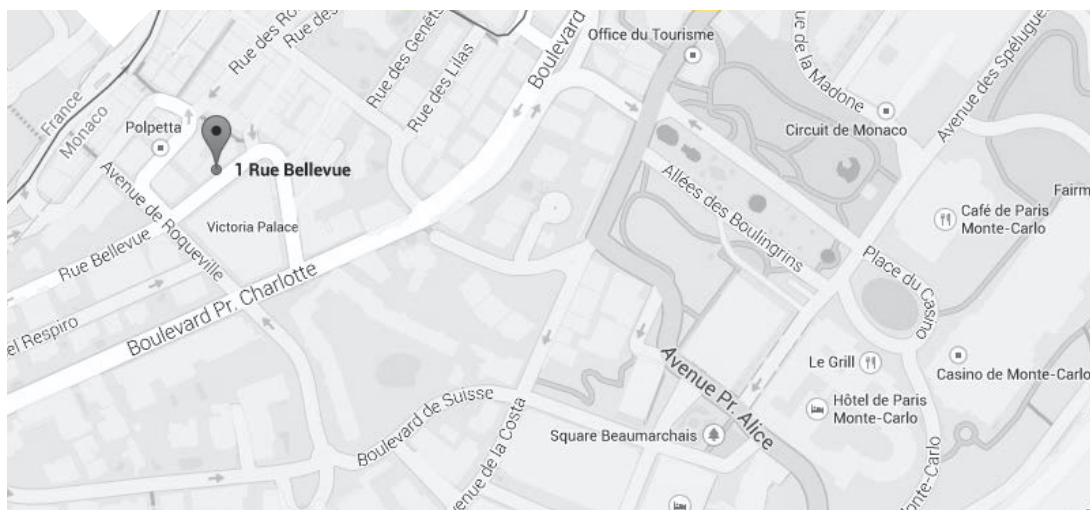 Rue des Ro
Rue des
Rue des Genêts
Rue des Lilas
Boulevard
Office du Tourisme
ue de la Madone
Avenue des Spélugues
France
Monaco
Polpetta
Circuit de Monaco
1 Rue Bellevue
Avenue de Roqueville
Allées des Boulingrins
Fairm
Café de Paris
Monte-Carlo
Victoria Palace
Rue Bellevue
Place du Casino
Boulevard Pr. Charlotte
el Respiro
Le Grill
Casino de Monte-Carlo
Avenue Pr. Alice
Hôtel de Paris
Monte-Carlo
Boulevard de Suisse
Square Beaumarchais
venue de la Costa
onte-Carlo